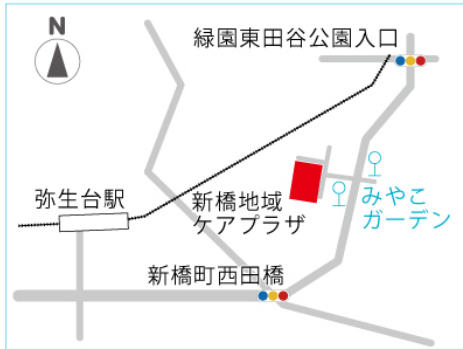 N
緑園東田谷公園入口
弥生台駅
新橋地域
ケアプラザ
みやこ
ガーデン
新橋町西田橋